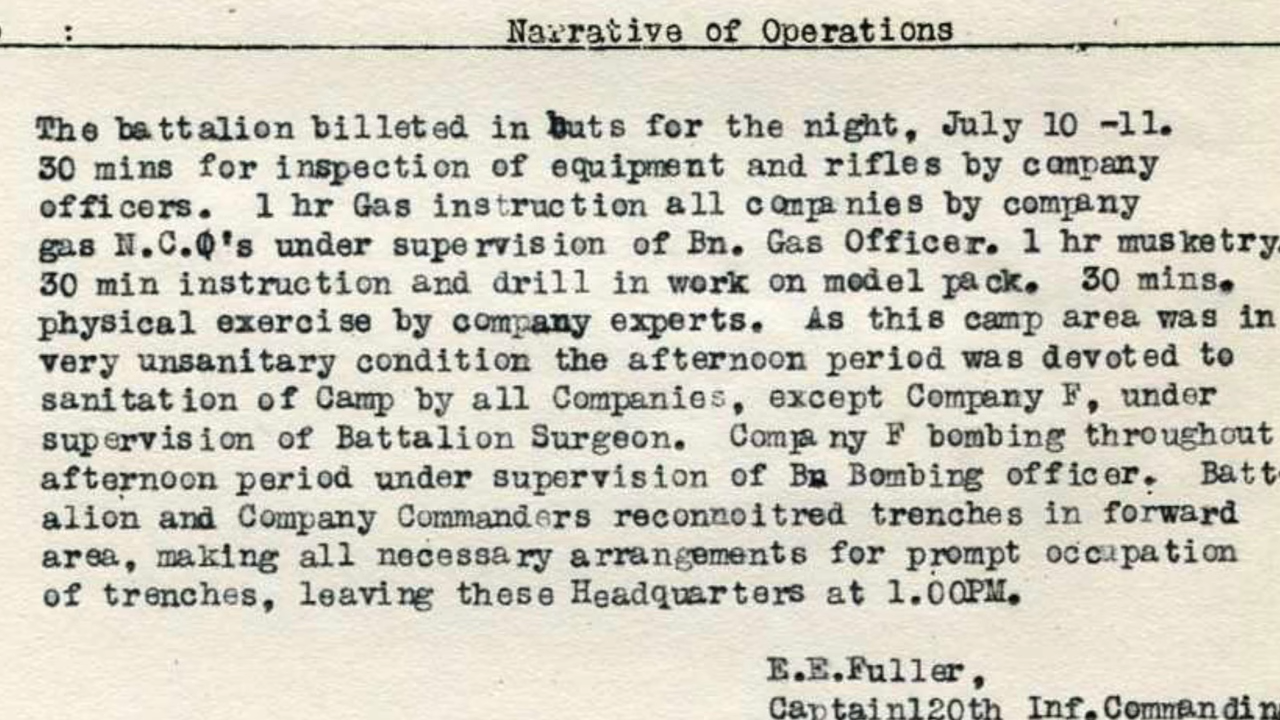 : Narrative of Operations
The battalion billeted in huts for the night, July 10 -11.
30 mins for inspection of equipment and rifles by company
officers. 1 hr Gas instruction all companies by company
gas N.C.O's under supervision of Bn. Gas Officer. 1 hr musketry.
30 min instruction and drill in work on model pack. 30 mins.
physical exercise by company experts. As this camp area was in
very unsanitary condition the afternoon period was devoted to
sanitation of Camp by all Companies, except Company F, under
supervision of Battalion Surgeon. Company F bombing throughout
afternoon period under supervision of Bn Bombing officer. Batt-
alion and Company Commanders reconnoitred trenches in forward
area, making all necessary arrangements for prompt occupation
of trenches, leaving these Headquarters at 1.00PM.
E.E.Fuller,
Captain120th Inf.Commandin